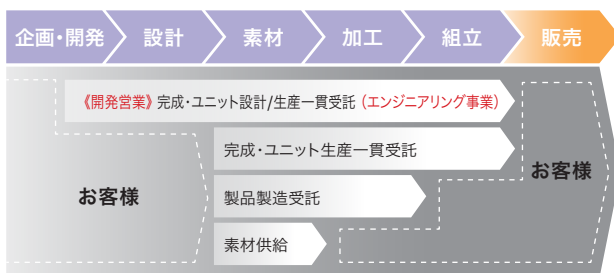 企画・開発 設計 素材 加工 組立 販売
《開発営業》完成・ユニット設計/生産一貫受託（エンジニアリング事業）
完成・ユニット生産一貫受託
お客様
お客様
製品製造受託
素材供給